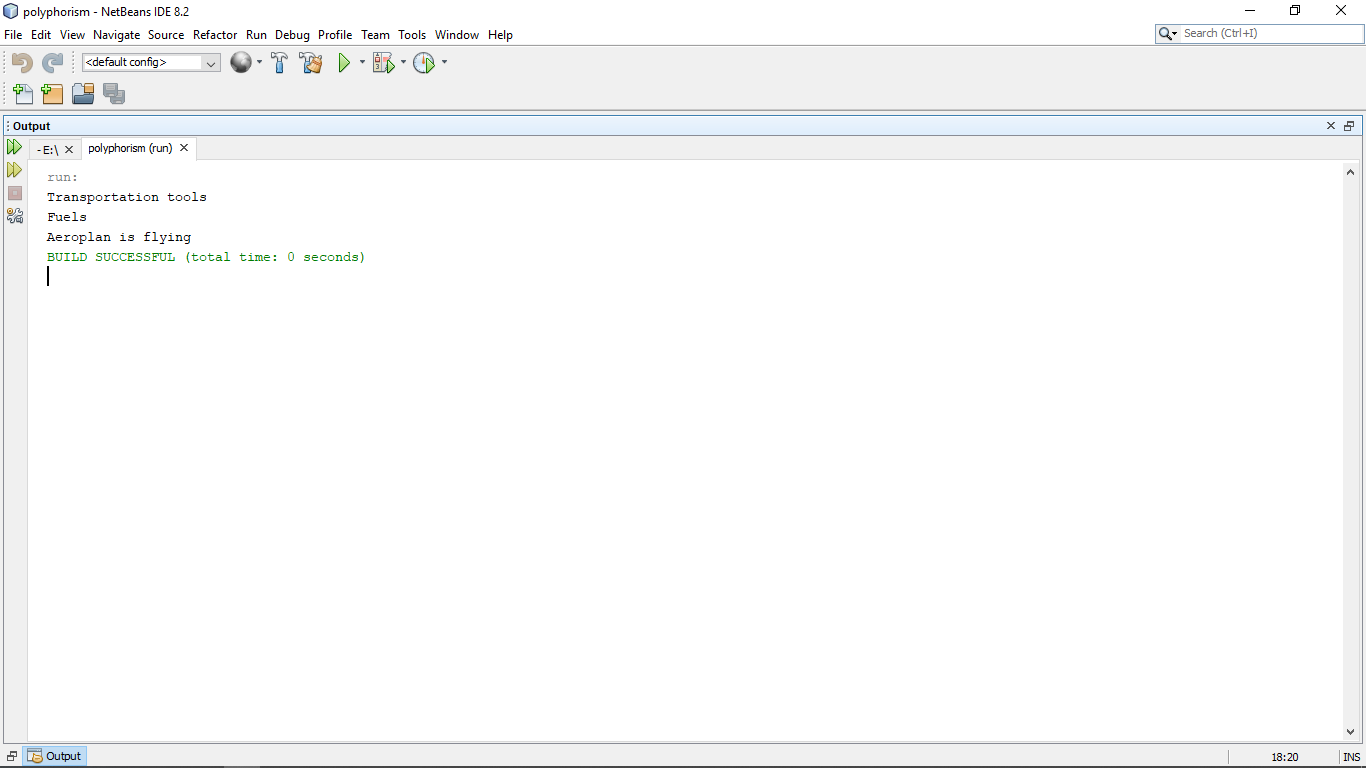 polyphorism - NetBeans IDE 8.2
File Edit View Navigate Source Refactor Run Debug Profile Team Tools Window Help
Search (Ctrl+I)
<default config>
Output
- E:\
polyphorism (run)
run:
Transportation tools
Fuels
Aeroplan is flying
BUILD SUCCESSFUL (total time: 0 seconds)
Output
18:20
INS